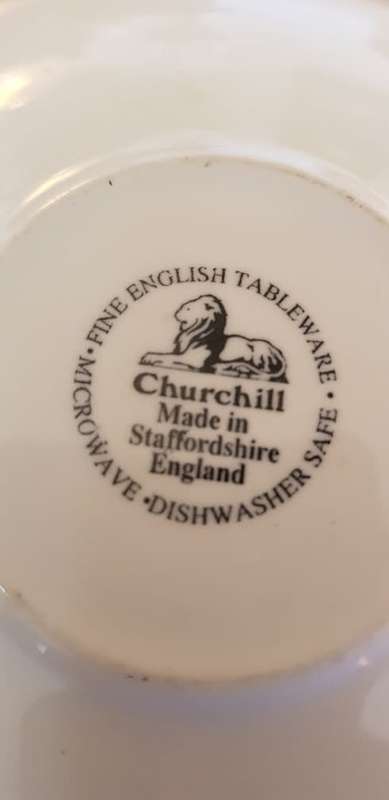 • FINE ENGLISH TABLEWARE •
Churchill
Made in
Staffordshire
England
MICROWAVE • DISHWASHER SAFE